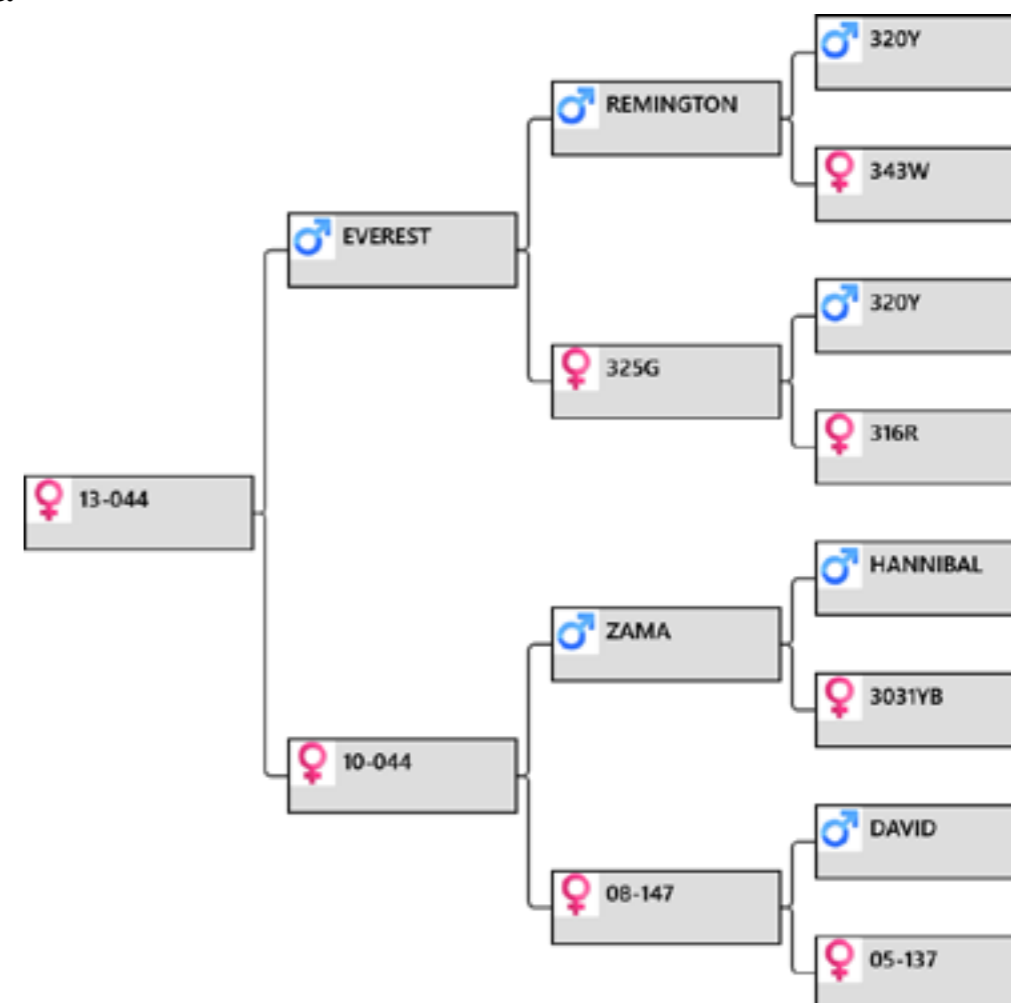 320Y
REMINGTON
343W
EVEREST
320Y
325G
316R
13-044
HANNIBAL
ZAMA
3031YB
10-044
DAVID
08-147
05-137